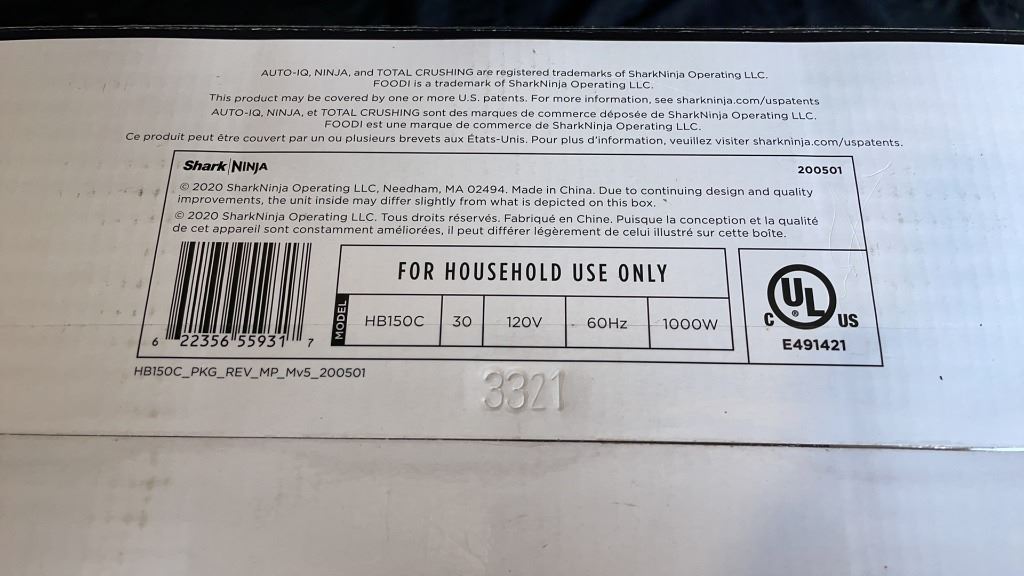 AUTO-IQ, NINJA, and TOTAL CRUSHING are registered trademarks of SharkNinja Operating LLC.
FOODI is a trademark of SharkNinja Operating LLC.
This product may be covered by one or more U.S. patents. For more information, see sharkninja.com/uspatents
AUTO-IQ, NINJA, et TOTAL CRUSHING sont des marques de commerce déposée de SharkNinja Operating LLC.
FOODI est une marque de commerce de SharkNinja Operating LLC.
Ce produit peut être couvert par un ou plusieurs brevets aux États-Unis. Pour plus d'information, veuillez visiter sharkninja.com/uspatents.
Shark NINJA
200501
© 2020 SharkNinja Operating LLC, Needham, MA 02494. Made in China. Due to continuing design and quality
improvements, the unit inside may differ slightly from what is depicted on this box.
© 2020 SharkNinja Operating LLC. Tous droits réservés. Fabriqué en Chine. Puisque la conception et la qualité
de cet appareil sont constamment améliorées, il peut différer légèrement de celui illustré sur cette boîte.
6 22356 55931 7
FOR HOUSEHOLD USE ONLY
MODEL HB150C 30 120V 60Hz 1000W
C UL ® US
E491421
HB150C_PKG_REV_MP_Mv5_200501
3321